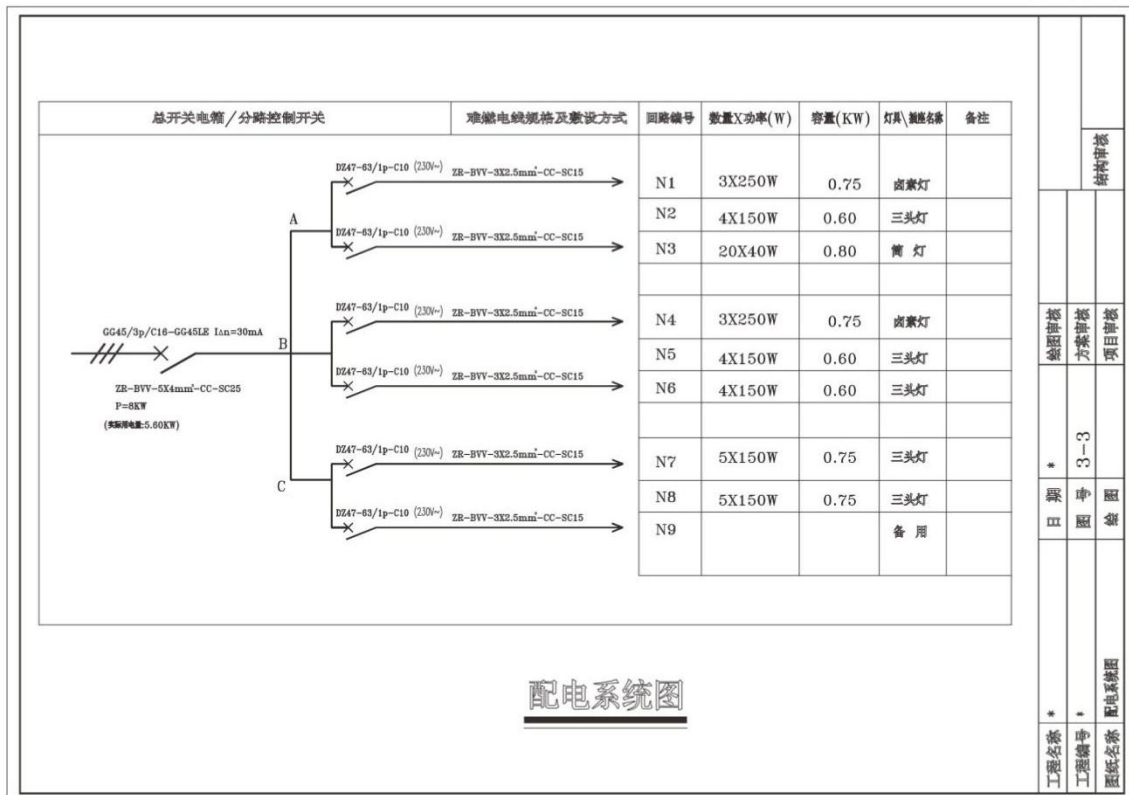 总开关电箱/分路控制开关 难燃电线规格及敷设方式 回路编号 数量X功率(W) 容量(KW) 灯具\插座名称 备注
DZ47-63/1p-C10 (230V~) ZR-BVV-3X2.5mm²-CC-SC15
N1 3X250W 0.75 卤素灯
A
N2 4X150W 0.60 三头灯
DZ47-63/1p-C10 (230V~) ZR-BVV-3X2.5mm²-CC-SC15
N3 20X40W 0.80 筒 灯
DZ47-63/1p-C10 (230V~) ZR-BVV-3X2.5mm²-CC-SC15
N4 3X250W 0.75 卤素灯
GG45/3p/C16-GG45LE IΔn=30mA
B
N5 4X150W 0.60 三头灯
DZ47-63/1p-C10 (230V~) ZR-BVV-3X2.5mm²-CC-SC15
N6 4X150W 0.60 三头灯
ZR-BVV-5X4mm²-CC-SC25
P=8KW
(实际用电量:5.60KW)
DZ47-63/1p-C10 (230V~) ZR-BVV-3X2.5mm²-CC-SC15
N7 5X150W 0.75 三头灯
C
N8 5X150W 0.75 三头灯
DZ47-63/1p-C10 (230V~) ZR-BVV-3X2.5mm²-CC-SC15
N9 备 用
配电系统图
结构审核
绘图审核
方案审核
项目审核
日 期 *
图 号 3-3
绘 图
工程名称 *
工程编号 *
图纸名称 配电系统图